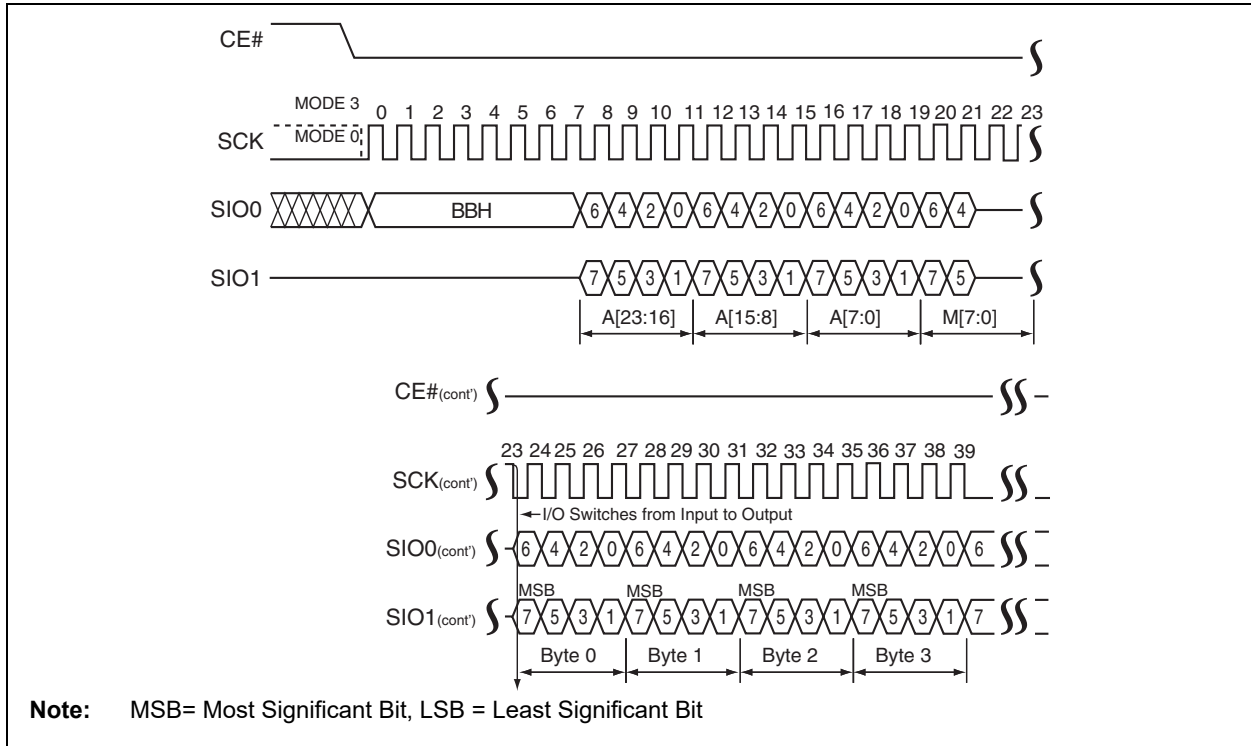 CE#
MODE 3
0 1 2 3 4 5 6 7 8 9 10 11 12 13 14 15 16 17 18 19 20 21 22 23
SCK
MODE 0
SIO0 BBH 6 4 2 0 6 4 2 0 6 4 2 0 6 4
SIO1 7 5 3 1 7 5 3 1 7 5 3 1 7 5
A[23:16] A[15:8] A[7:0] M[7:0]
CE#(cont')
23 24 25 26 27 28 29 30 31 32 33 34 35 36 37 38 39
SCK(cont')
I/O Switches from Input to Output
SIO0(cont') 6 4 2 0 6 4 2 0 6 4 2 0 6 4 2 0 6
MSB MSB MSB MSB
SIO1(cont') 7 5 3 1 7 5 3 1 7 5 3 1 7 5 3 1 7
Byte 0 Byte 1 Byte 2 Byte 3
Note: MSB= Most Significant Bit, LSB = Least Significant Bit